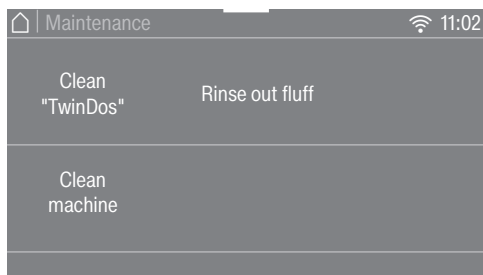 Maintenance
11:02
Clean
"TwinDos"
Rinse out fluff
Clean
machine